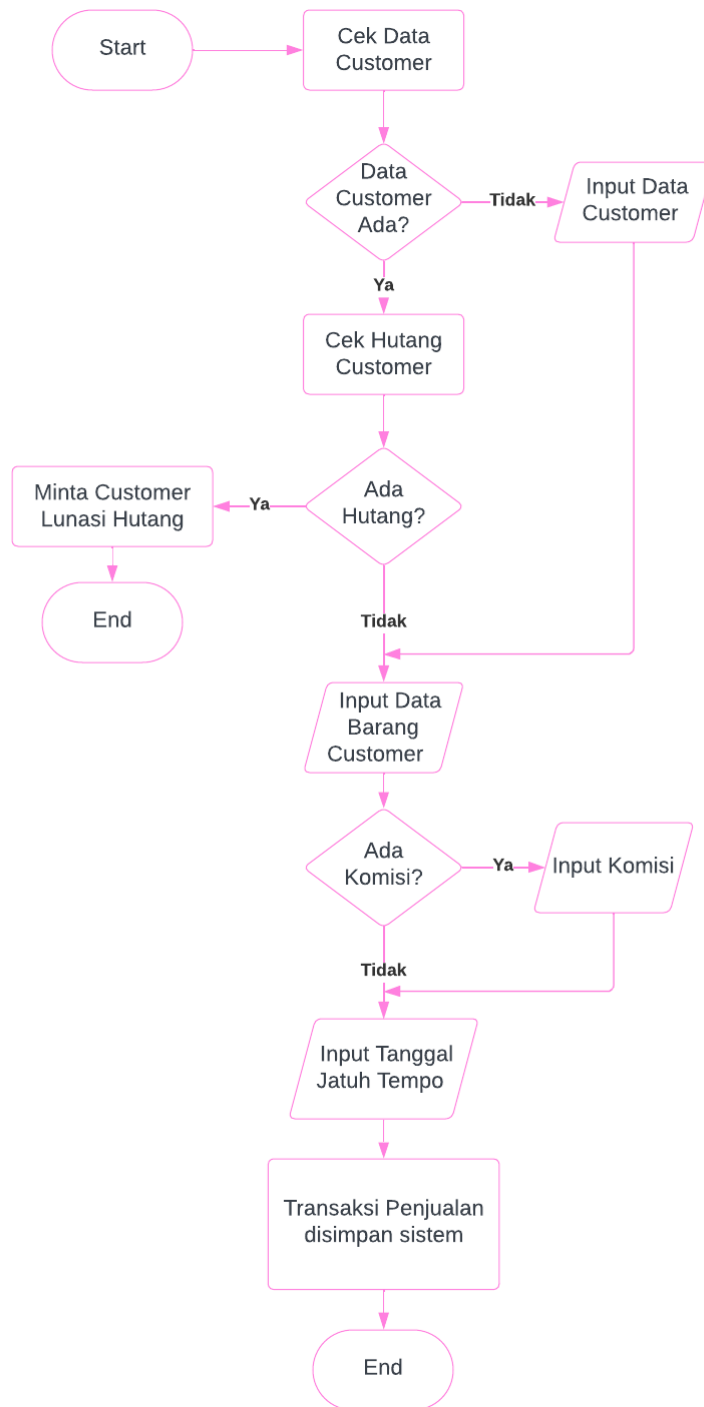 Start
Cek Data
Customer
Data
Customer
Ada?
Tidak
Input Data
Customer
Ya
Cek Hutang
Customer
Ada
Hutang?
Ya
Minta Customer
Lunasi Hutang
End
Tidak
Input Data
Barang
Customer
Ada
Komisi?
Ya
Input Komisi
Tidak
Input Tanggal
Jatuh Tempo
Transaksi Penjualan
disimpan sistem
End